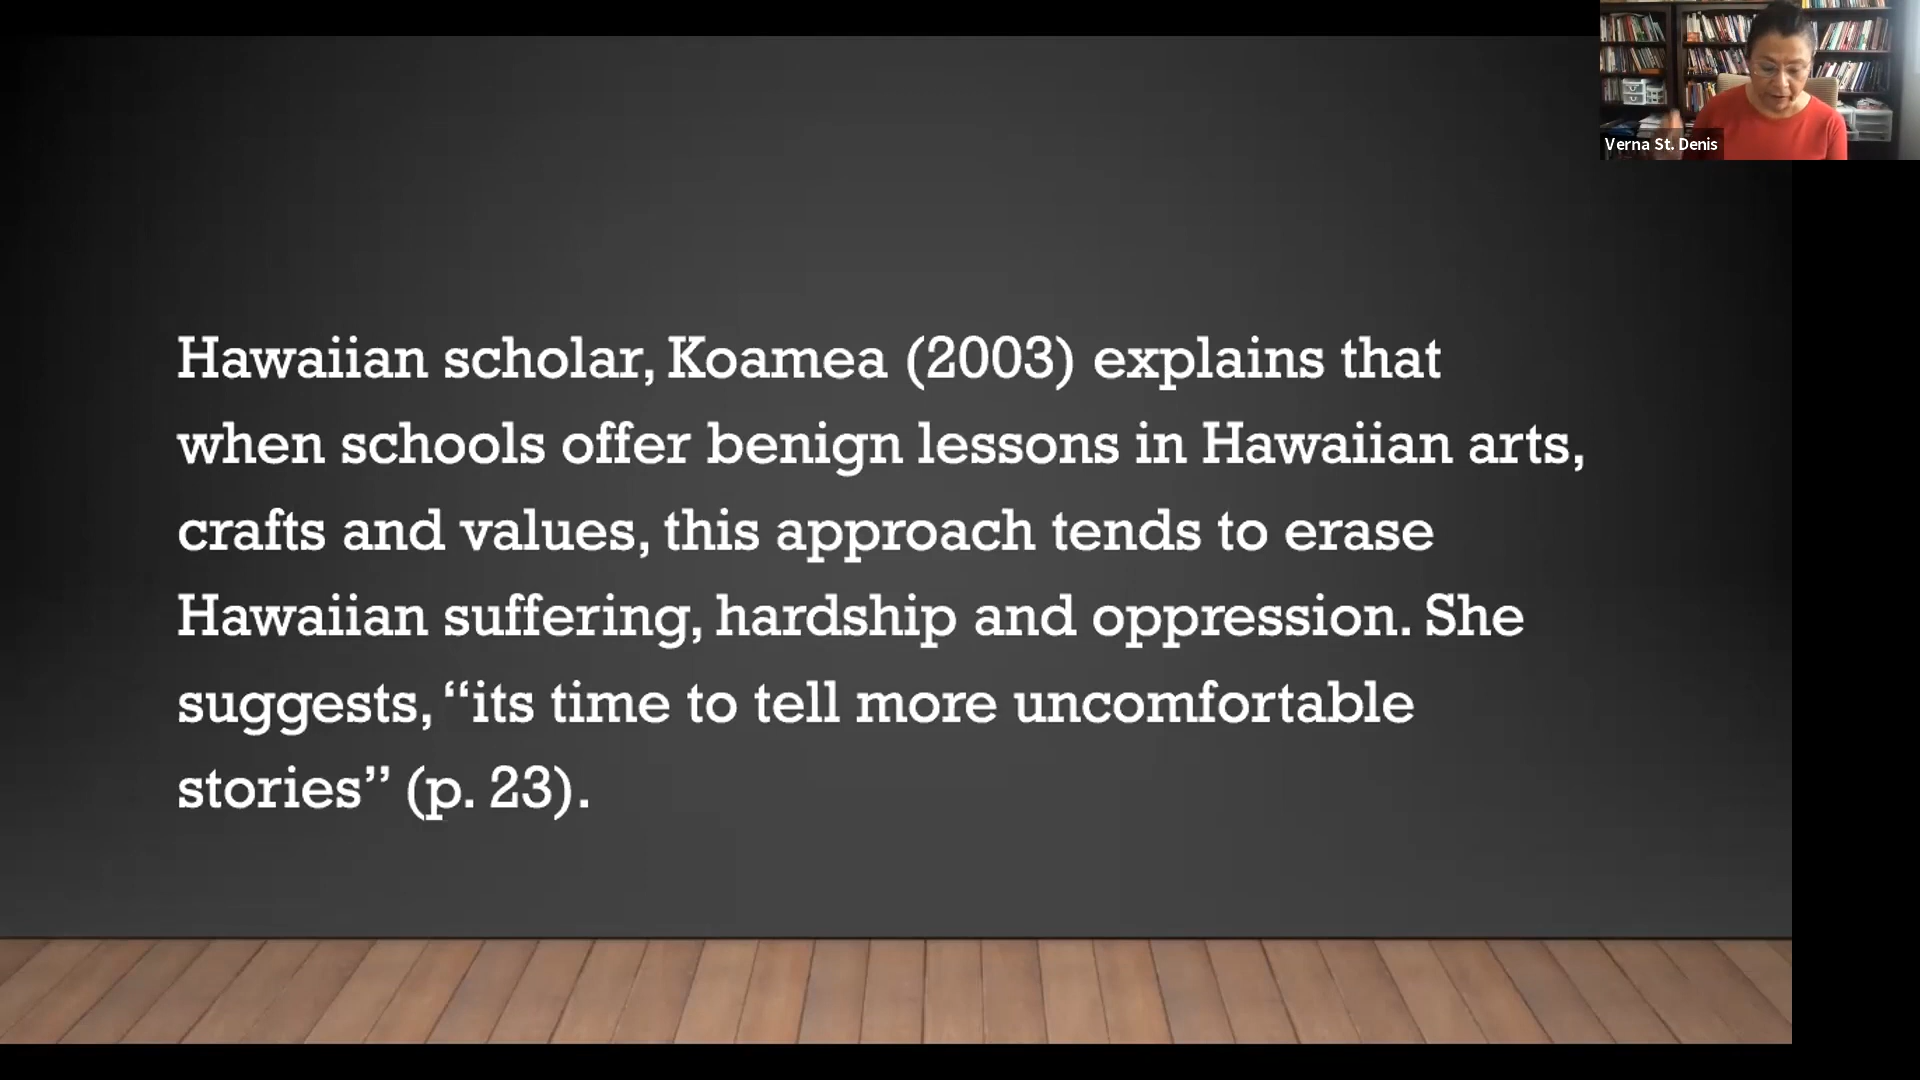 Verna St. Denis
Hawaiian scholar, Koamea (2003) explains that
when schools offer benign lessons in Hawaiian arts,
crafts and values, this approach tends to erase
Hawaiian suffering, hardship and oppression. She
suggests, “its time to tell more uncomfortable
stories” (p. 23).